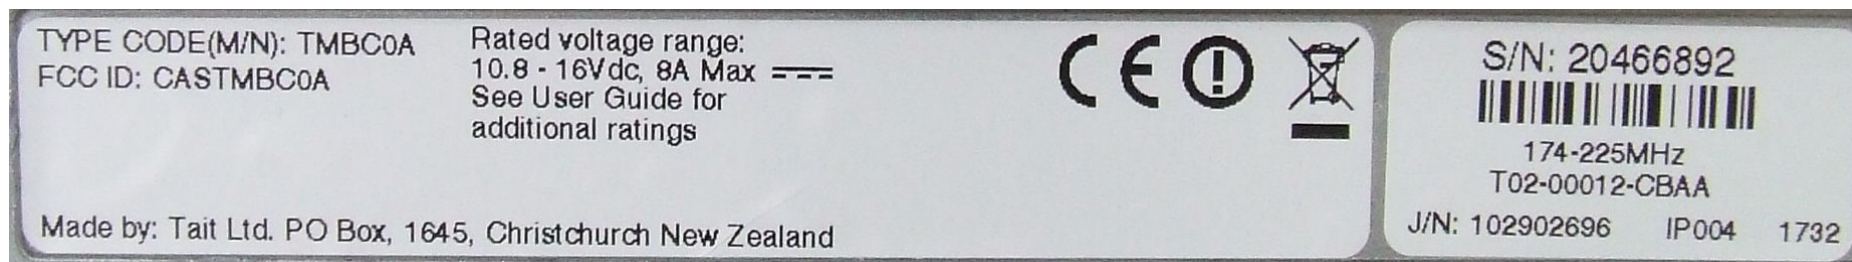 TYPE CODE(M/N): TMBC0A
FCC ID: CASTMBC0A
Rated voltage range:
10.8 - 16Vdc, 8A Max
See User Guide for
additional ratings
Made by: Tait Ltd. PO Box, 1645, Christchurch New Zealand
CE
S/N: 20466892
174-225MHz
T02-00012-CBAA
J/N: 102902696 IP004 1732